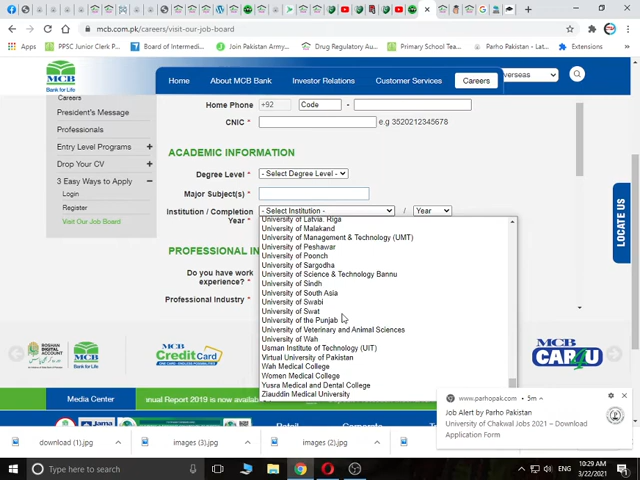 mcb.com.pk/careers/visit-our-job-board
Apps
PPSC Junior Clerk P...
Board of Intermedi...
Join Pakistan Army...
Drug Regulatory Au...
Primary School Tea...
Parho Pakistan - Lat...
Extensions
MCB
Bank for Life
Home
About MCB Bank
Investor Relations
Customer Services
Careers
verseas
Careers
President's Message
Professionals
Entry Level Programs +
Drop Your CV +
3 Easy Ways to Apply −
Login
Register
Visit Our Job Board
Home Phone +92 Code -
CNIC * e.g 3520212345678
ACADEMIC INFORMATION
Degree Level * - Select Degree Level -
Major Subject(s) *
Institution / Completion Year * - Select Institution - / Year
PROFESSIONAL IN
Do you have work experience? *
Professional Industry *
University of Latvia. Riga
University of Malakand
University of Management & Technology (UMT)
University of Peshawar
University of Poonch
University of Sargodha
University of Science & Technology Bannu
University of Sindh
University of South Asia
University of Swabi
University of Swat
University of the Punjab
University of Veterinary and Animal Sciences
University of Wah
Usman Institute of Technology (UIT)
Virtual University of Pakistan
Wah Medical College
Women Medical College
Yusra Medical and Dental College
Ziauddin Medical University
LOCATE US
ROSHAN DIGITAL ACCOUNT
MCB
CreditCard
MCB
CAR4U
Media Center
nnual Report 2019 is now availab
Jama
Retail
Corporate
www.parhopak.com • 5m
Job Alert by Parho Pakistan
University of Chakwal Jobs 2021 – Download
Application Form
download (1).jpg
images (3).jpg
images (2).jpg
Type here to search
ENG
10:29 AM
3/22/2021